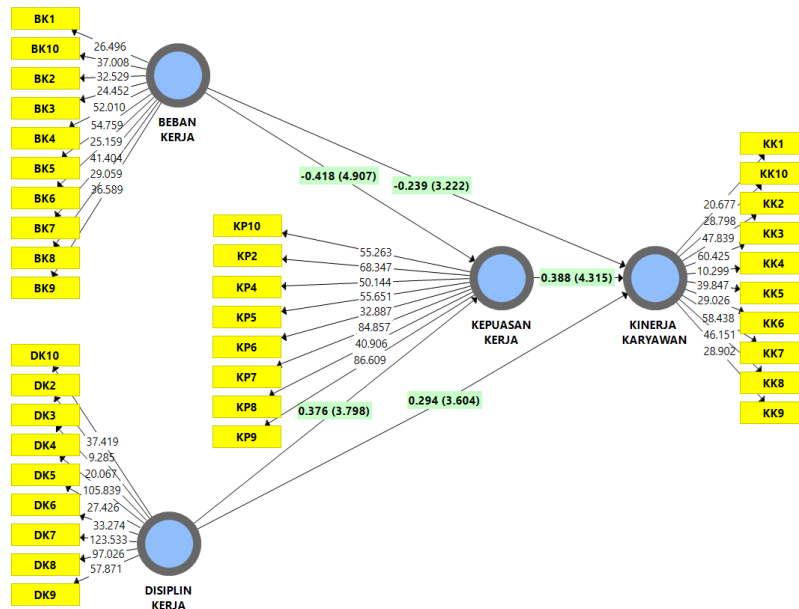 BK1
BK10
BK2
BK3
BK4
BK5
BK6
BK7
BK8
BK9
26.496
37.008
32.529
24.452
52.010
54.759
25.159
41.404
29.059
36.589
BEBAN
KERJA
-0.418 (4.907)
-0.239 (3.222)
KP10
KP2
KP4
KP5
KP6
KP7
KP8
KP9
55.263
68.347
50.144
55.651
32.887
84.857
40.906
86.609
KEPUASAN
KERJA
0.388 (4.315)
KINERJA
KARYAWAN
0.376 (3.798)
0.294 (3.604)
KK1
KK10
KK2
KK3
KK4
KK5
KK6
KK7
KK8
KK9
20.677
28.798
47.839
60.425
10.299
39.847
29.026
58.438
46.151
28.902
DK10
DK2
DK3
DK4
DK5
DK6
DK7
DK8
DK9
37.419
9.285
20.067
105.839
27.426
33.274
123.533
97.026
57.871
DISIPLIN
KERJA